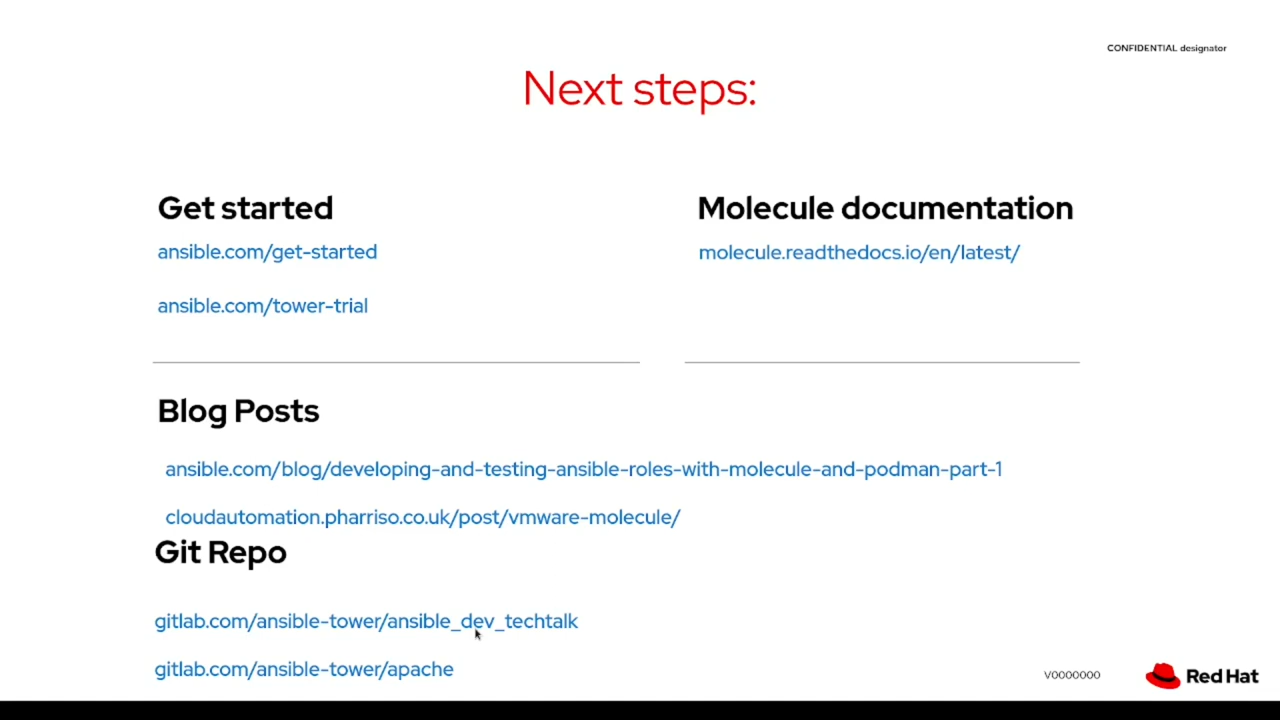 CONFIDENTIAL designator
Next steps:
Get started
ansible.com/get-started
ansible.com/tower-trial
Molecule documentation
molecule.readthedocs.io/en/latest/
Blog Posts
ansible.com/blog/developing-and-testing-ansible-roles-with-molecule-and-podman-part-1
cloudautomation.pharriso.co.uk/post/vmware-molecule/
Git Repo
gitlab.com/ansible-tower/ansible_dev_techtalk
gitlab.com/ansible-tower/apache
V0000000
Red Hat